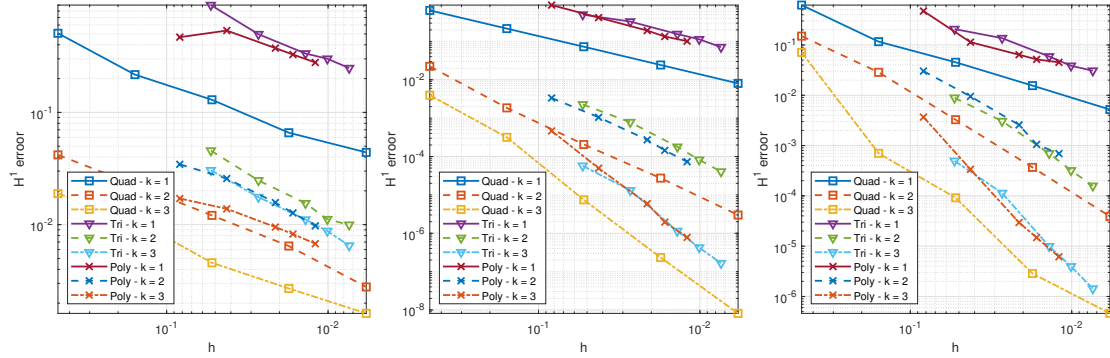 10^-1
10^-2
H^1 erroor
Quad - k = 1
Quad - k = 2
Quad - k = 3
Tri - k = 1
Tri - k = 2
Tri - k = 3
Poly - k = 1
Poly - k = 2
Poly - k = 3
10^-1
10^-2
h
10^-2
10^-4
10^-6
10^-8
H^1 erroor
Quad - k = 1
Quad - k = 2
Quad - k = 3
Tri - k = 1
Tri - k = 2
Tri - k = 3
Poly - k = 1
Poly - k = 2
Poly - k = 3
10^-1
10^-2
h
10^-1
10^-2
10^-3
10^-4
10^-5
10^-6
H^1 erroor
Quad - k = 1
Quad - k = 2
Quad - k = 3
Tri - k = 1
Tri - k = 2
Tri - k = 3
Poly - k = 1
Poly - k = 2
Poly - k = 3
10^-1
10^-2
h